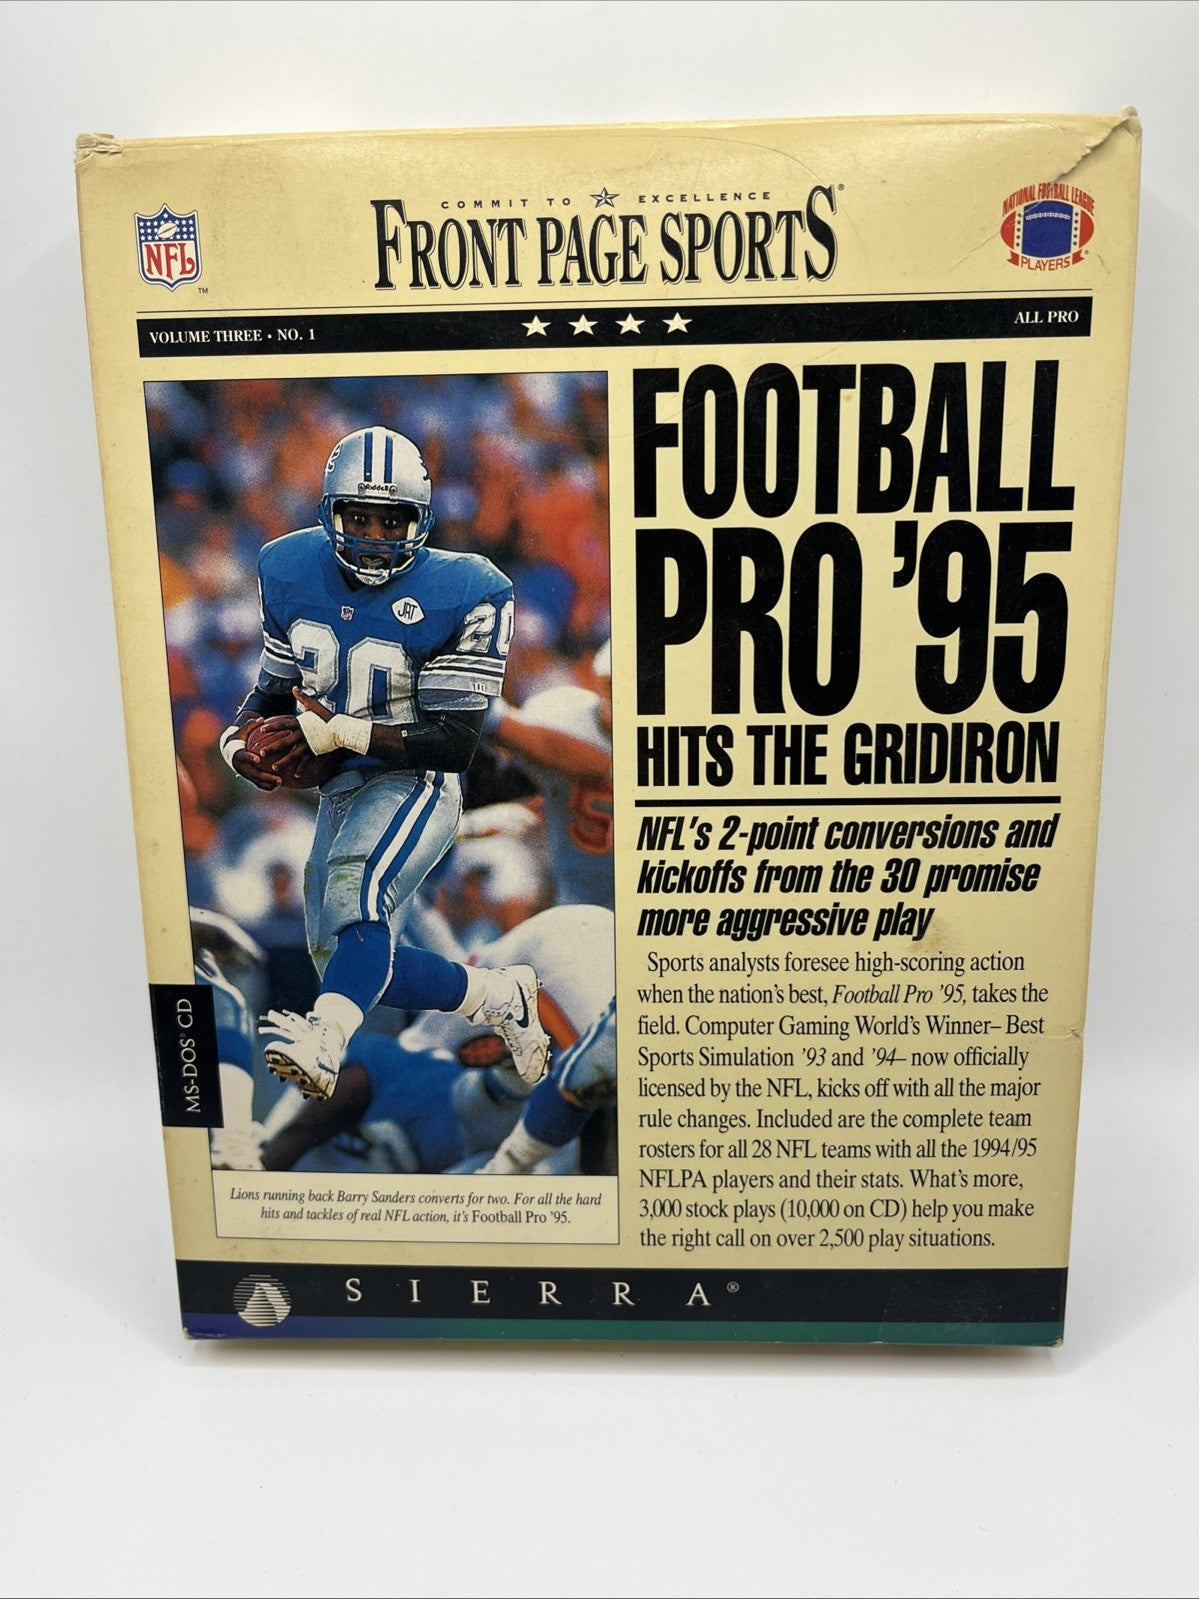 COMMIT TO EXCELLENCE
FRONT PAGE SPORTS®
NFL
TM
NATIONAL FOOTBALL LEAGUE
PLAYERS
®
VOLUME THREE • NO. 1
ALL PRO
FOOTBALL
PRO '95
HITS THE GRIDIRON
NFL's 2-point conversions and
kickoffs from the 30 promise
more aggressive play
Sports analysts foresee high-scoring action
when the nation's best, Football Pro '95, takes the
field. Computer Gaming World's Winner– Best
Sports Simulation '93 and '94– now officially
licensed by the NFL, kicks off with all the major
rule changes. Included are the complete team
rosters for all 28 NFL teams with all the 1994/95
NFLPA players and their stats. What's more,
3,000 stock plays (10,000 on CD) help you make
the right call on over 2,500 play situations.
Riddell
JRT
20
20
MS-DOS® CD
Lions running back Barry Sanders converts for two. For all the hard
hits and tackles of real NFL action, it's Football Pro '95.
SIERRA®